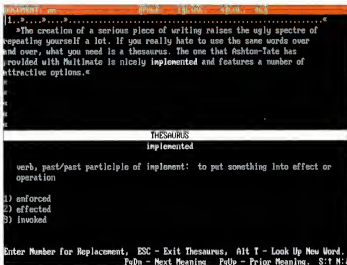 DOCUMENT:
|1..»....»....»......................................................«
»The creation of a serious piece of writing raises the ugly spectre of
repeating yourself a lot. If you really hate to use the same words over
and over, what you need is a thesaurus. The one that Ashton-Tate has
provided with Multimate is nicely implemented and features a number of
attractive options.«
«
«
«
«
THESAURUS
implemented
verb, past/past participle of implement: to put something into effect or
operation
1) enforced
2) effected
3) invoked
Enter Number for Replacement, ESC - Exit Thesaurus, Alt T - Look Up New Word.
PgDn - Next Meaning PgUp - Prior Meaning. S:↑ N:↓